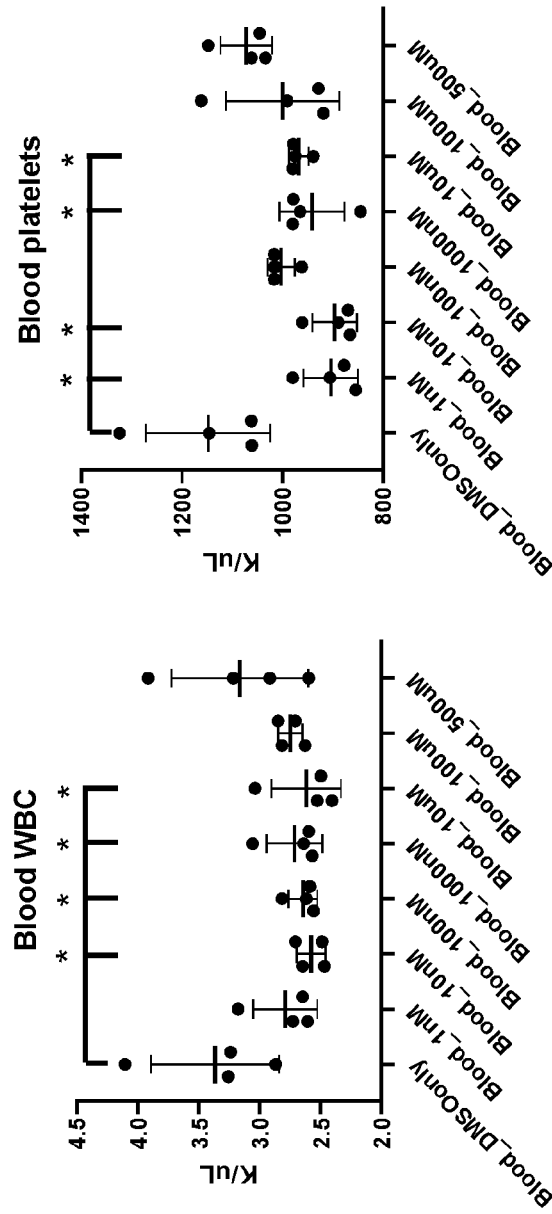 Blood WBC
* * * *
K/uL
4.5
4.0
3.5
3.0
2.5
2.0
Blood_DMSOonly
Blood_1nM
Blood_10nM
Blood_100nM
Blood_1000nM
Blood_10uM
Blood_100uM
Blood_500uM
Blood platelets
* * * *
K/uL
1400
1200
1000
800
Blood_DMSOonly
Blood_1nM
Blood_10nM
Blood_100nM
Blood_1000nM
Blood_10uM
Blood_100uM
Blood_500uM